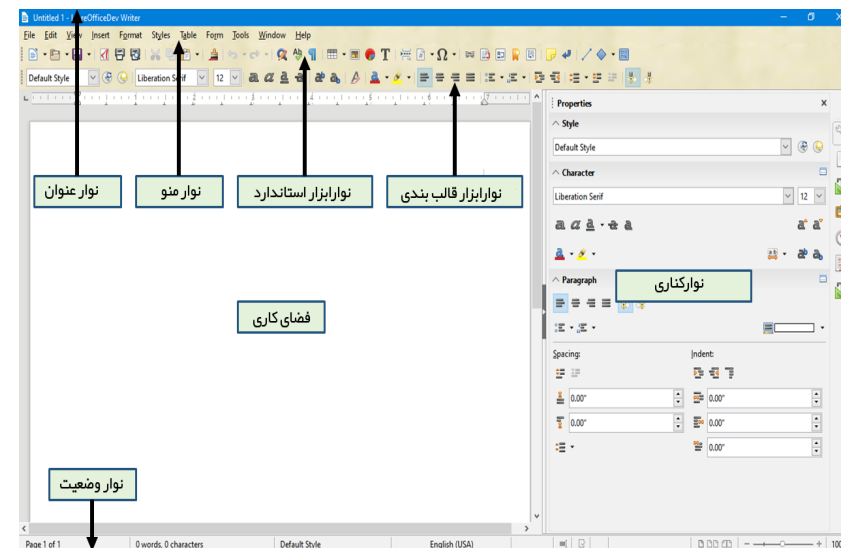 Untitled 1 - LibreOfficeDev Writer
File Edit View Insert Format Styles Table Form Tools Window Help
Default Style Liberation Serif 12
Properties
Style
Default Style
Character
Liberation Serif 12
نوار عنوان
نوار منو
نوارابزار استاندارد
نوارابزار قالب بندی
Paragraph
نوارکناری
فضای کاری
Spacing: Indent:
0.00" 0.00"
0.00" 0.00"
0.00"
نوار وضعیت
Page 1 of 1 0 words, 0 characters Default Style English (USA) 100